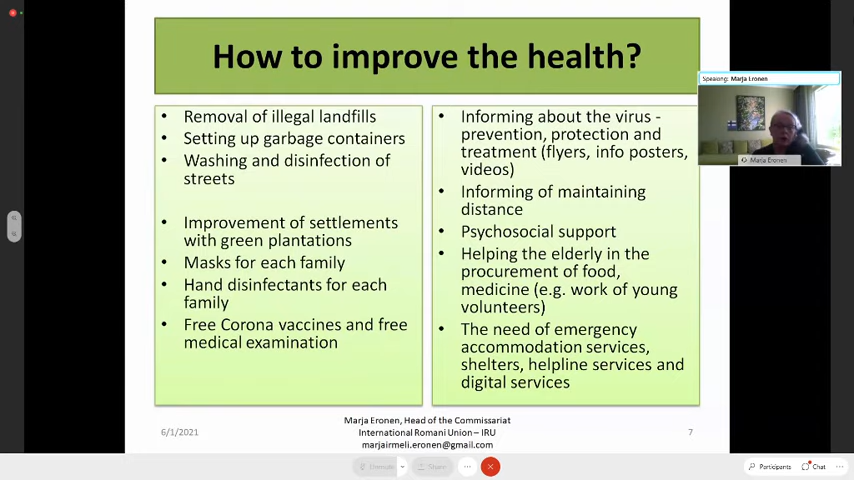 How to improve the health?
• Removal of illegal landfills
• Setting up garbage containers
• Washing and disinfection of
streets
• Improvement of settlements
with green plantations
• Masks for each family
• Hand disinfectants for each
family
• Free Corona vaccines and free
medical examination
• Informing about the virus -
prevention, protection and
treatment (flyers, info posters,
videos)
• Informing of maintaining
distance
• Psychosocial support
• Helping the elderly in the
procurement of food,
medicine (e.g. work of young
volunteers)
• The need of emergency
accommodation services,
shelters, helpline services and
digital services
Speaking: Marja Eronen
Marja Eronen
6/1/2021
Marja Eronen, Head of the Commissariat
International Romani Union – IRU
marjairmeli.eronen@gmail.com
7
Unmute
Share
Participants
Chat